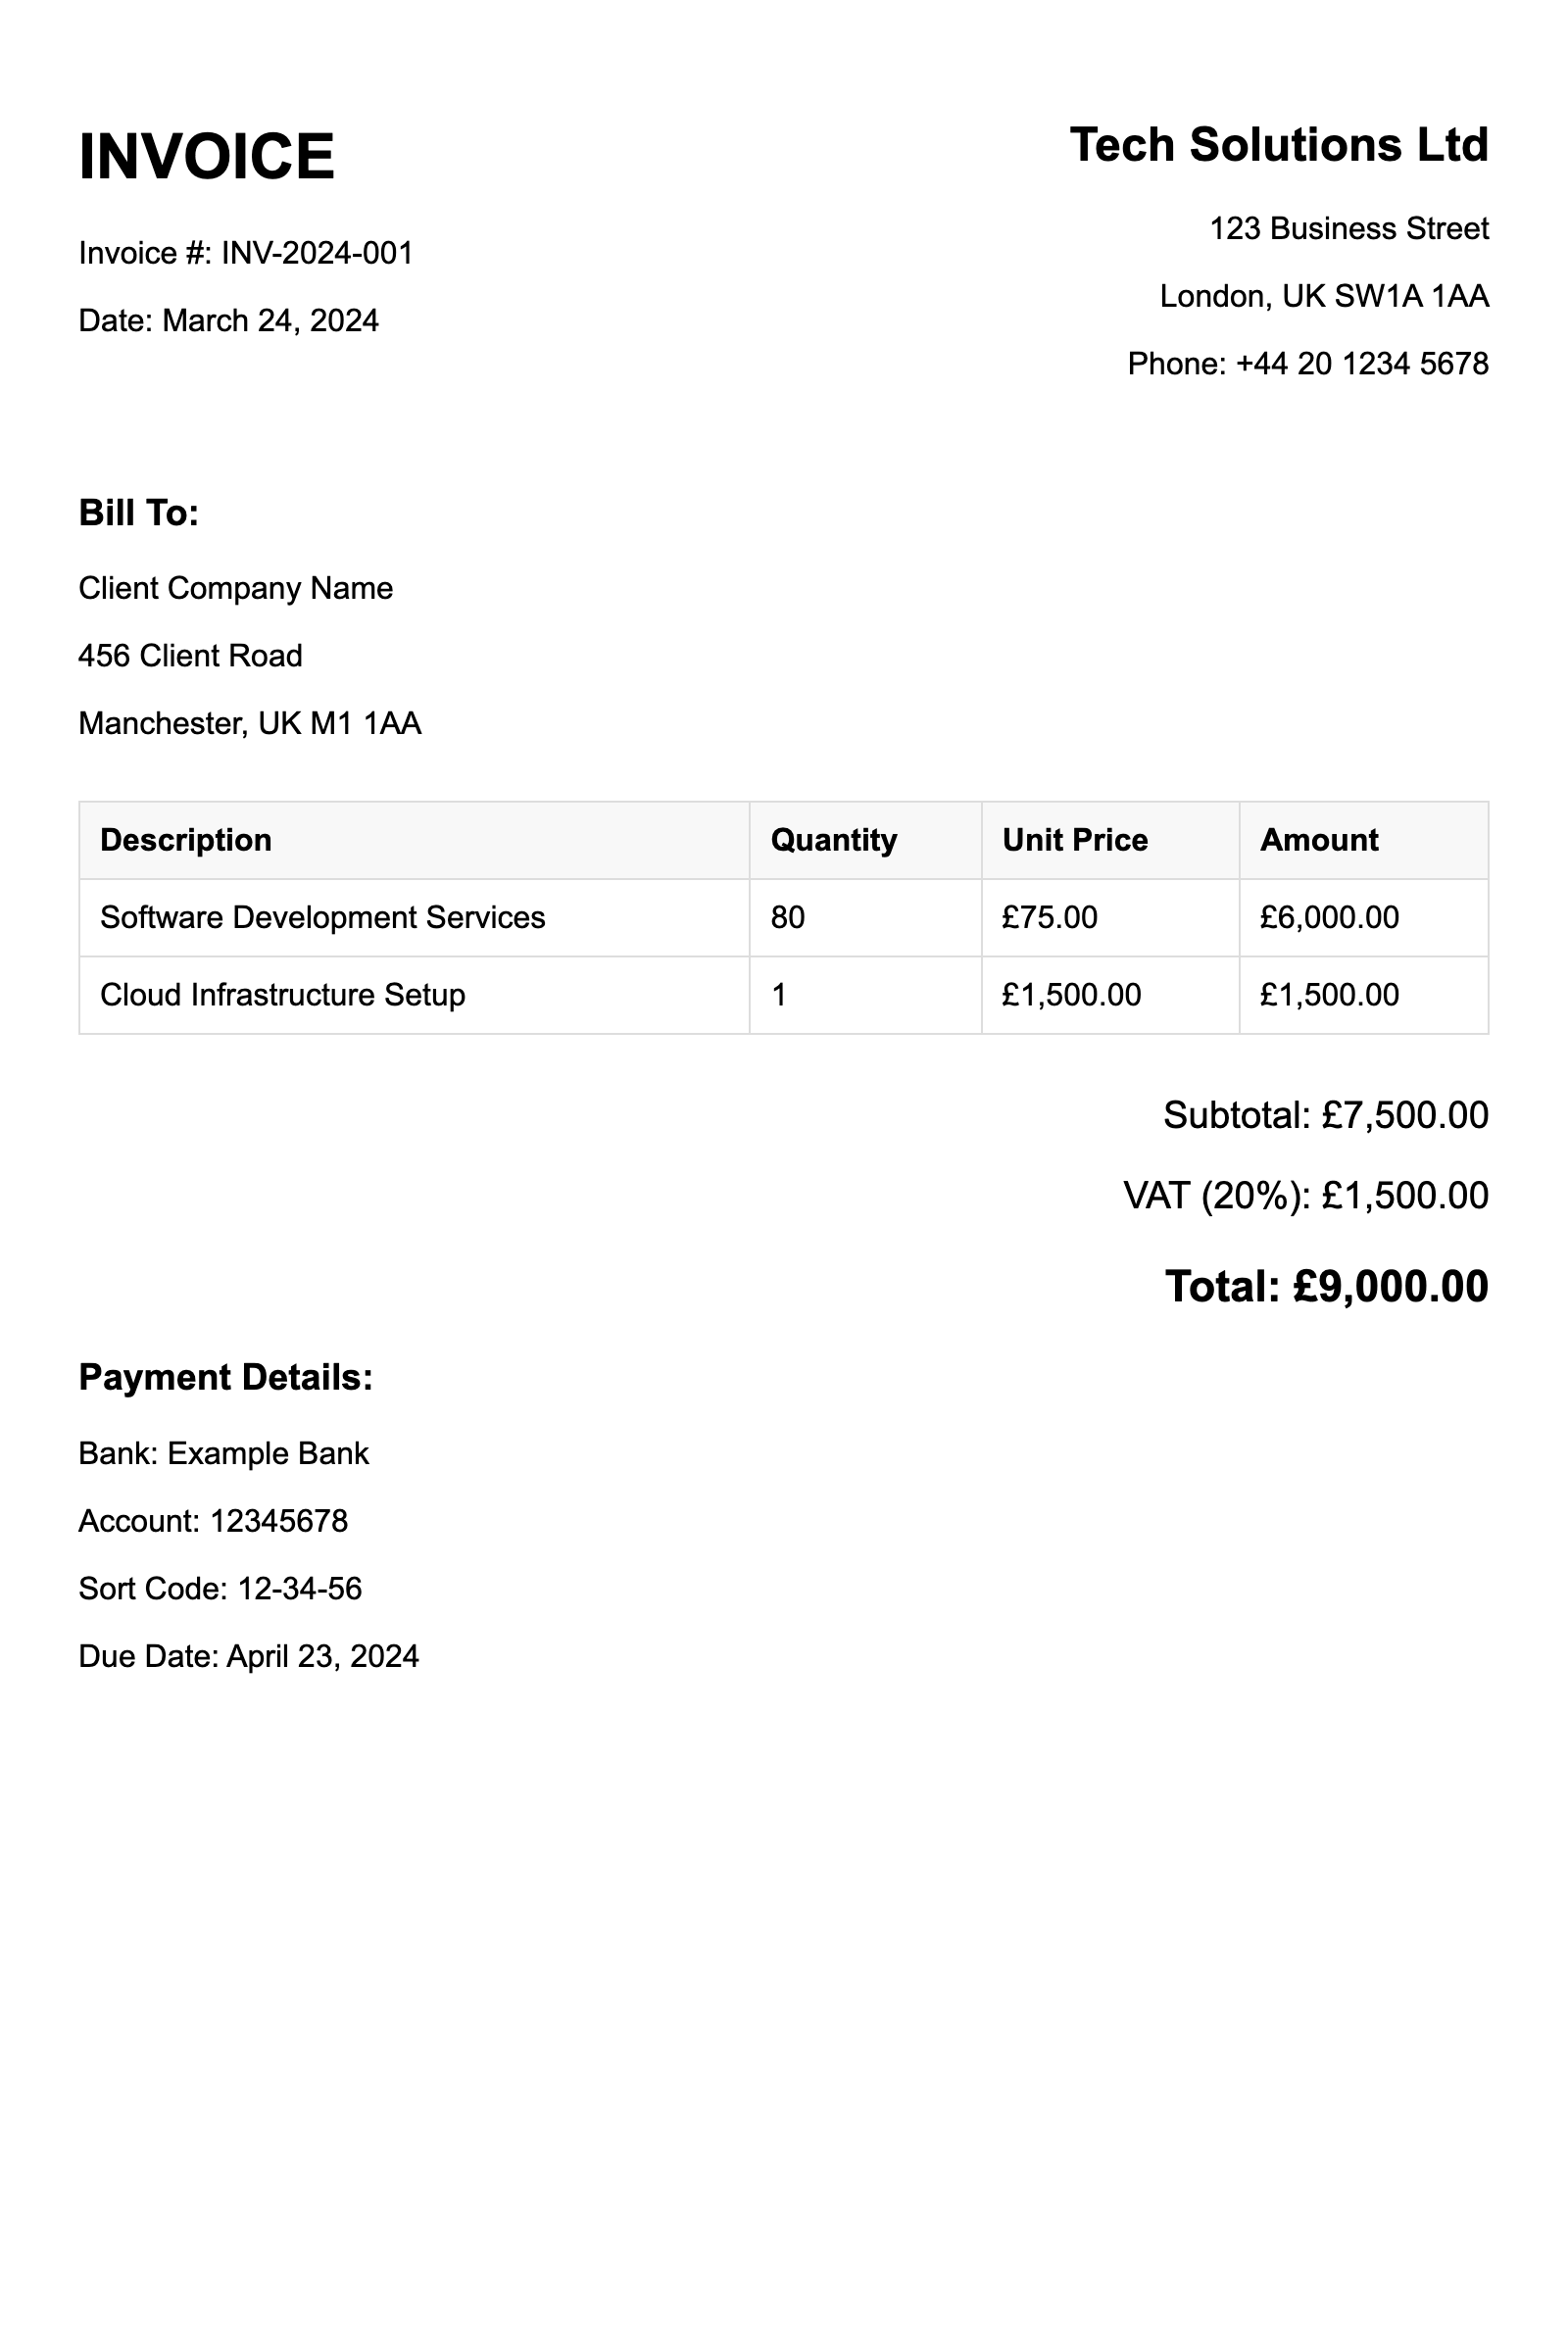 INVOICE
Invoice #: INV-2024-001
Date: March 24, 2024
Tech Solutions Ltd
123 Business Street
London, UK SW1A 1AA
Phone: +44 20 1234 5678
Bill To:
Client Company Name
456 Client Road
Manchester, UK M1 1AA
Description Quantity Unit Price Amount
Software Development Services 80 £75.00 £6,000.00
Cloud Infrastructure Setup 1 £1,500.00 £1,500.00
Subtotal: £7,500.00
VAT (20%): £1,500.00
Total: £9,000.00
Payment Details:
Bank: Example Bank
Account: 12345678
Sort Code: 12-34-56
Due Date: April 23, 2024